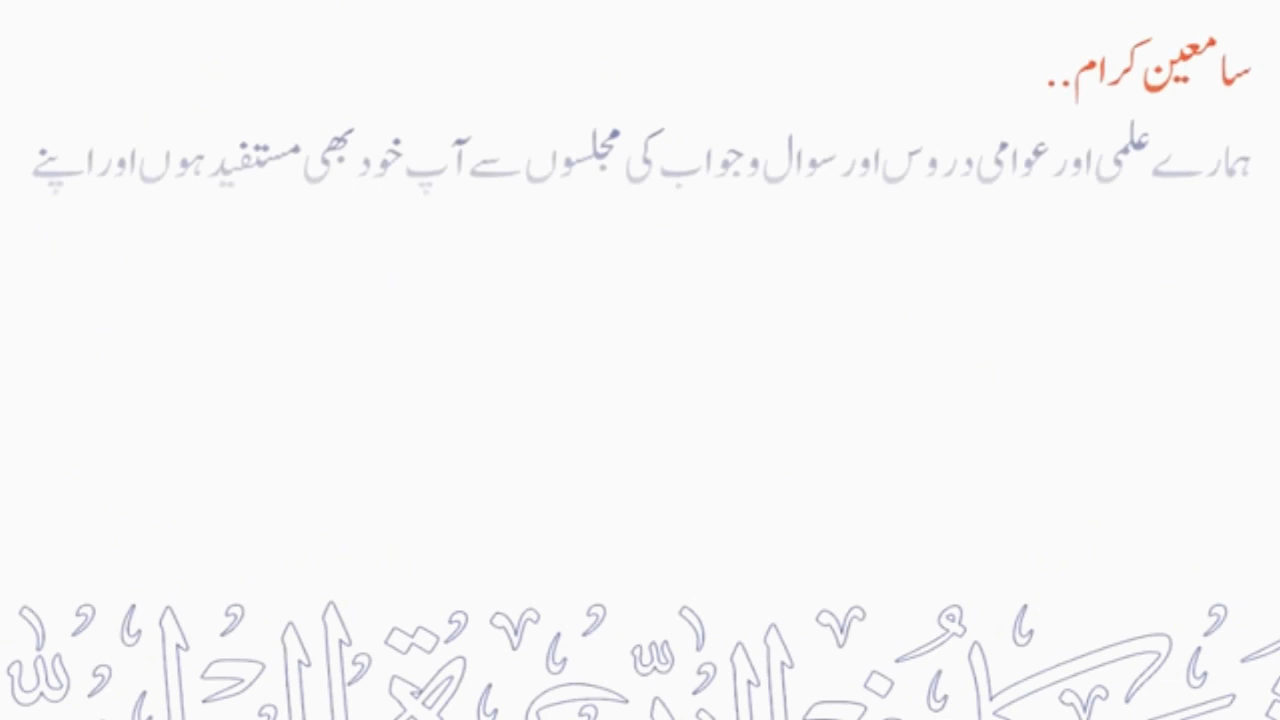 سامعین کرام..
ہمارے علمی اور عوامی دروس اور سوال وجواب کی مجلسوں سے آپ خود بھی مستفید ہوں اور اپنے